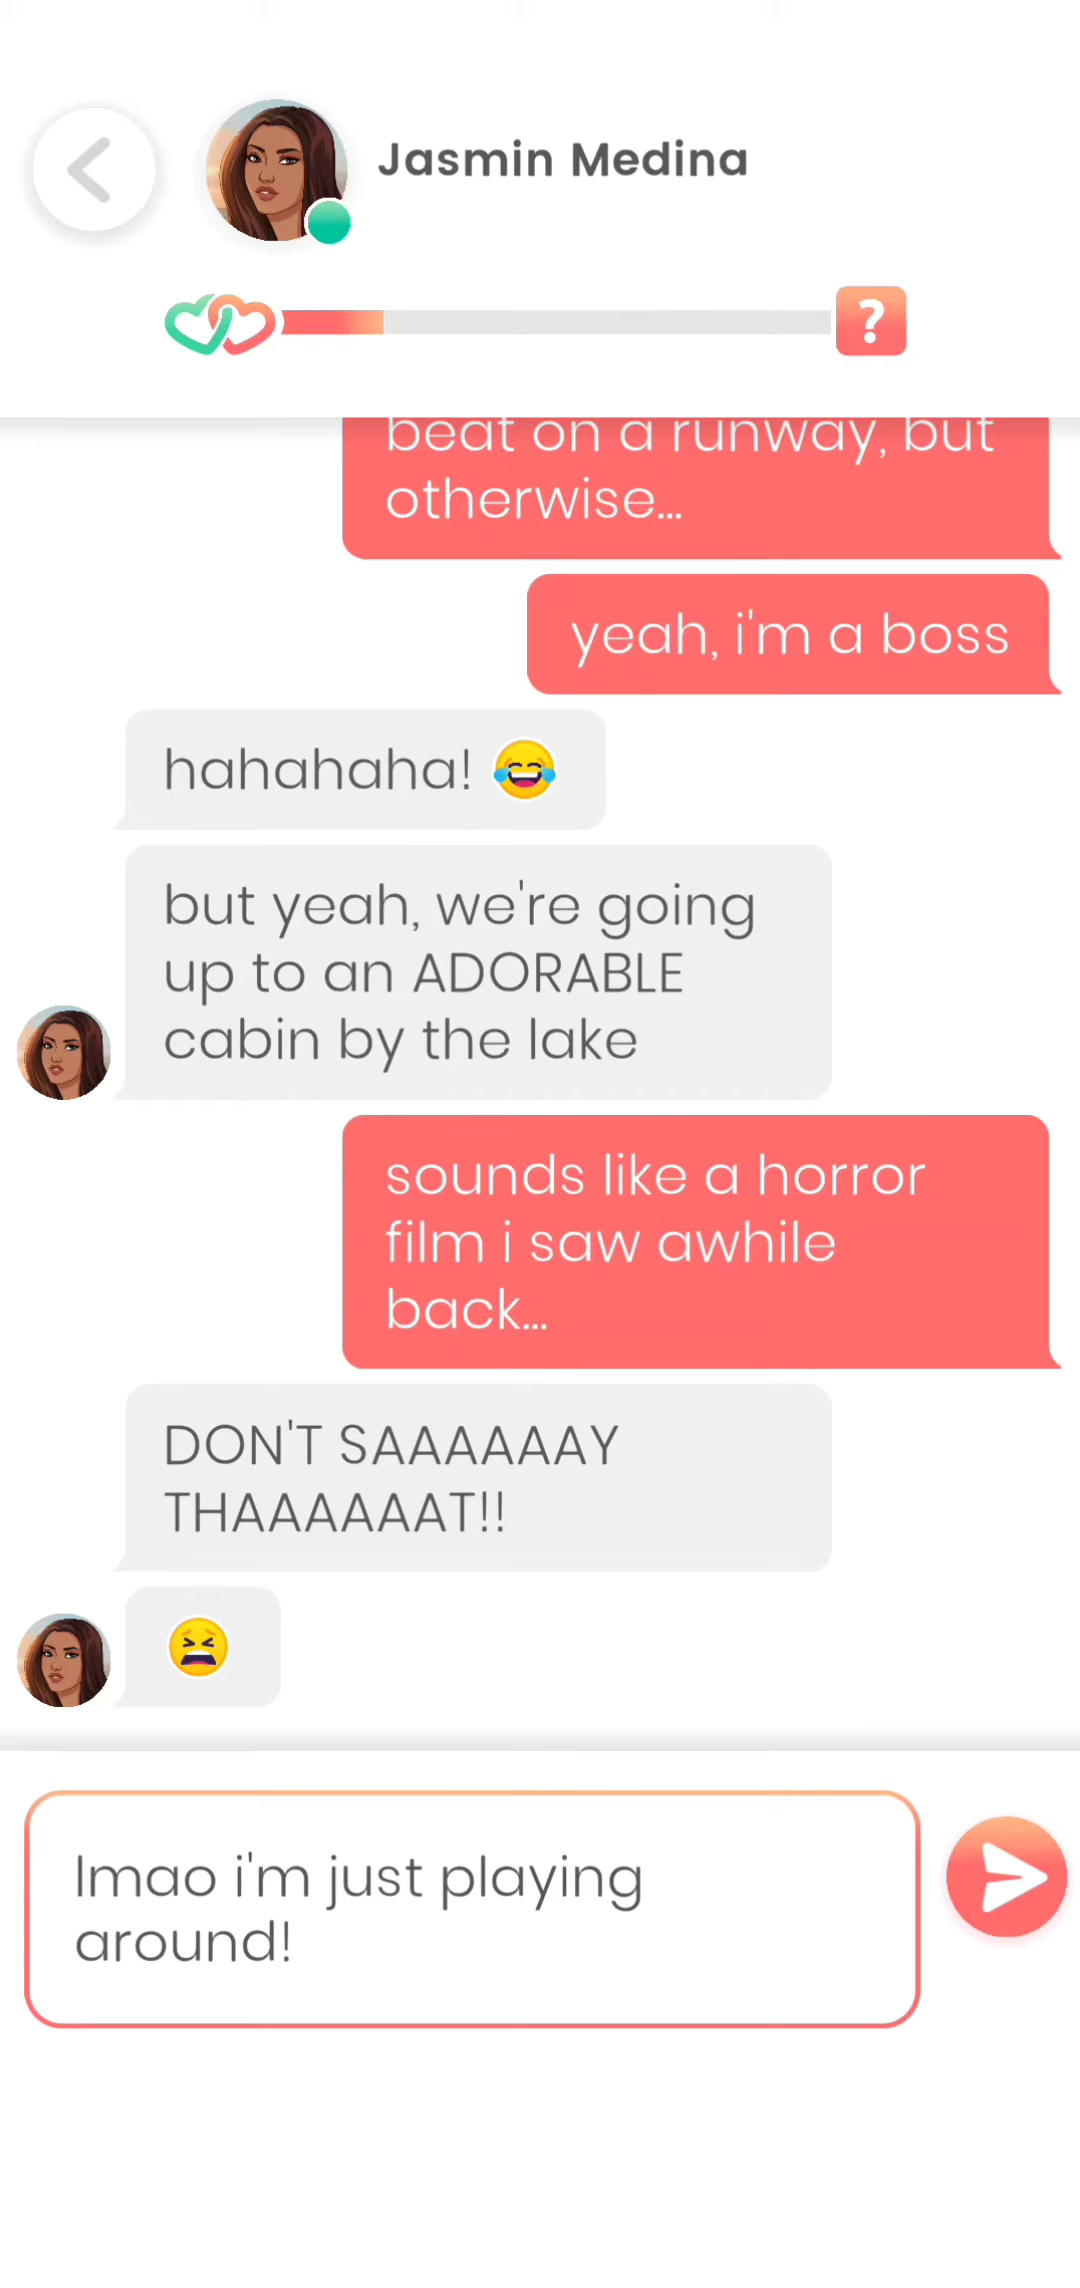 Jasmin Medina
?
beat on a runway, but
otherwise...
yeah, i'm a boss
hahahaha! 😂
but yeah, we're going
up to an ADORABLE
cabin by the lake
sounds like a horror
film i saw awhile
back...
DON'T SAAAAAAY
THAAAAAAT!!
😫
lmao i'm just playing
around!